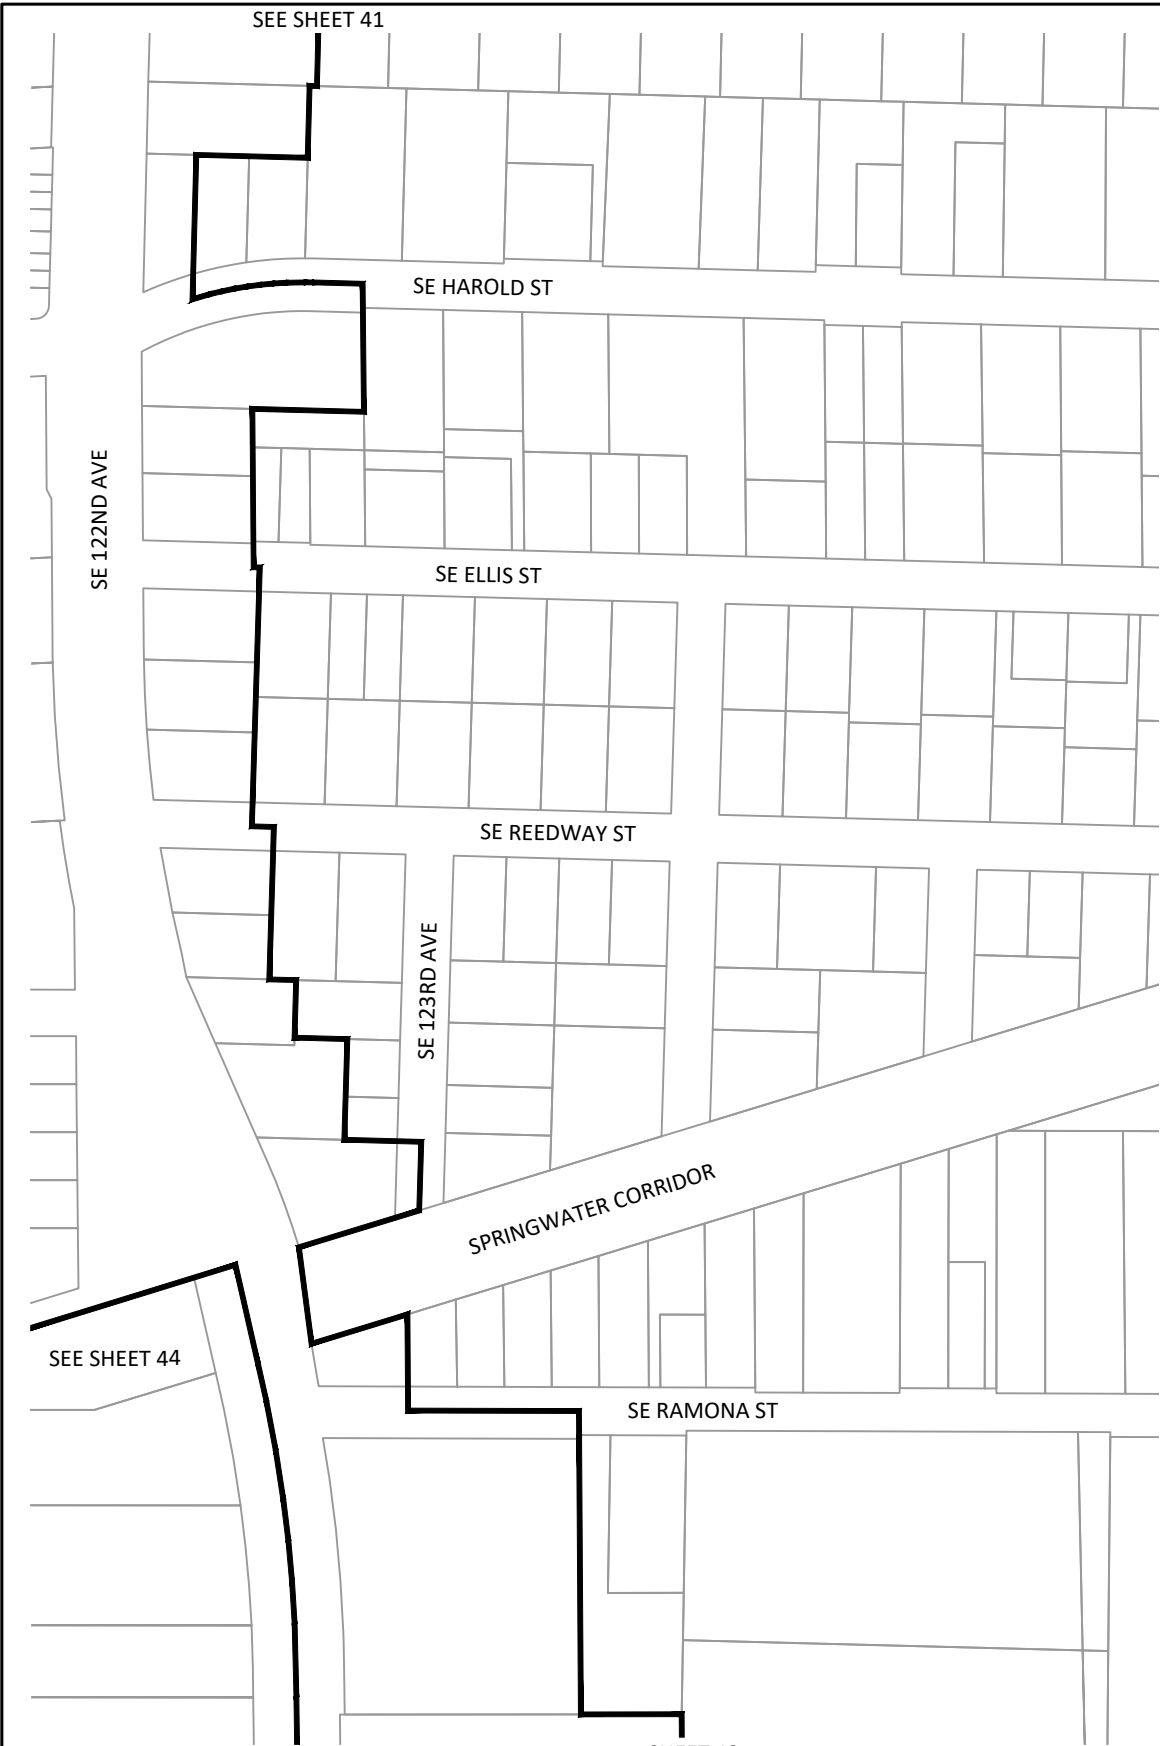 SEE SHEET 41
SE HAROLD ST
SE 122ND AVE
SE ELLIS ST
SE REEDWAY ST
SE 123RD AVE
SPRINGWATER CORRIDOR
SEE SHEET 44
SE RAMONA ST